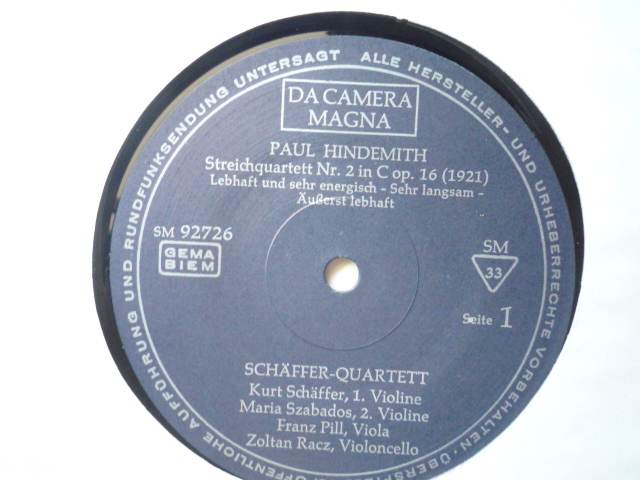 DA CAMERA
MAGNA
PAUL HINDEMITH
Streichquartett Nr. 2 in C op. 16 (1921)
Lebhaft und sehr energisch – Sehr langsam –
Äußerst lebhaft
SM 92726
GEMA
BIEM
SM
33
Seite 1
SCHÄFFER-QUARTETT
Kurt Schäffer, 1. Violine
Maria Szabados, 2. Violine
Franz Pill, Viola
Zoltan Racz, Violoncello
ALLE HERSTELLER- UND URHEBERRECHTE VORBEHALTEN · ÖFFENTLICHE AUFFÜHRUNG UND RUNDFUNKSENDUNG UNTERSAGT